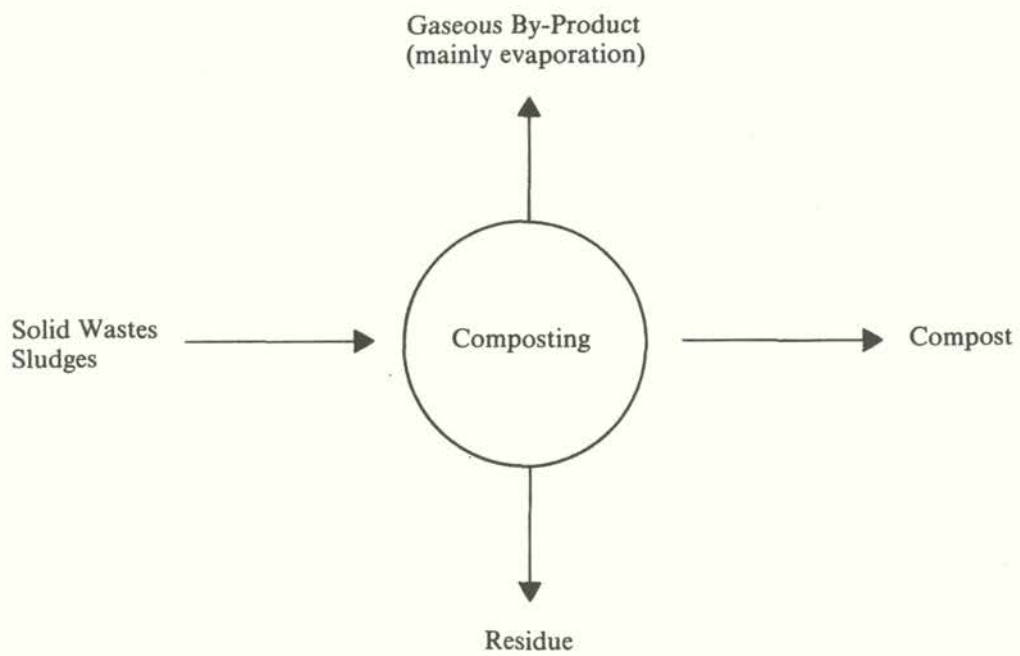 Gaseous By-Product
(mainly evaporation)
Solid Wastes
Sludges
Composting
Compost
Residue